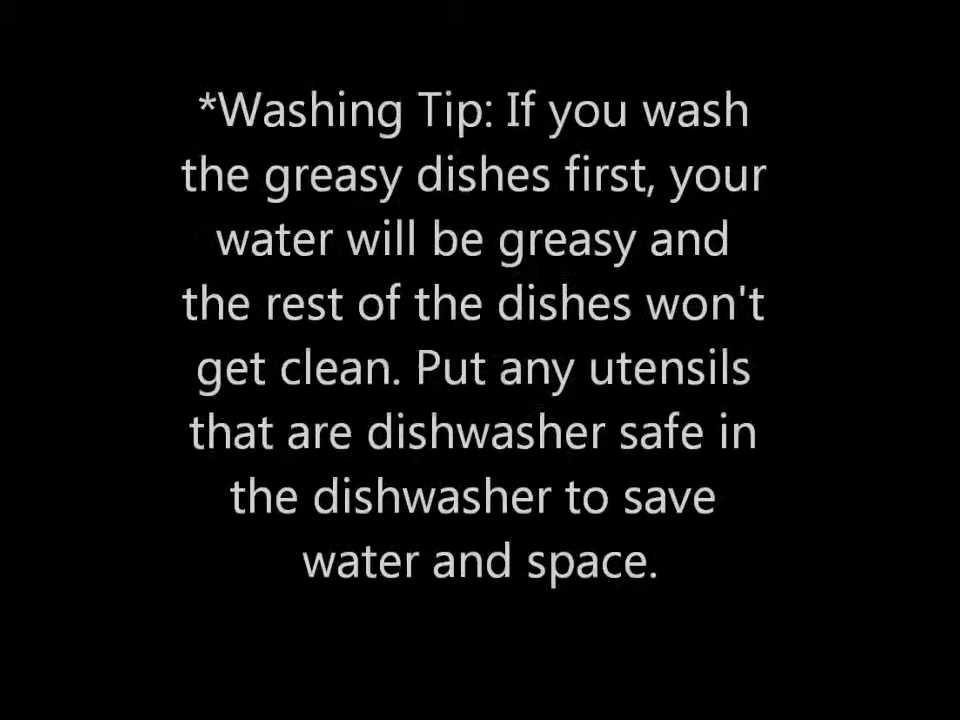 *Washing Tip: If you wash
the greasy dishes first, your
water will be greasy and
the rest of the dishes won't
get clean. Put any utensils
that are dishwasher safe in
the dishwasher to save
water and space.